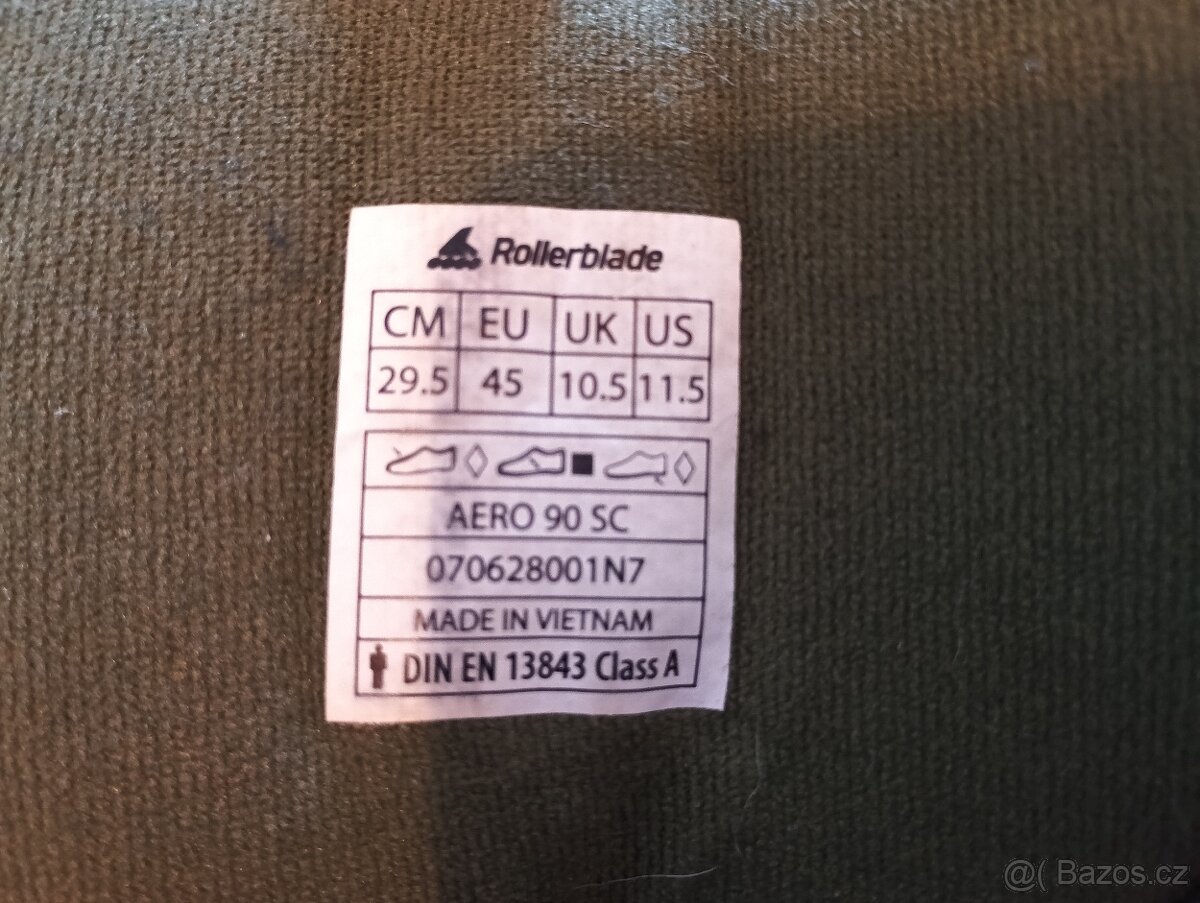 Rollerblade
CM EU UK US
29.5 45 10.5 11.5
AERO 90 SC
070628001N7
MADE IN VIETNAM
DIN EN 13843 Class A
@( Bazos.cz